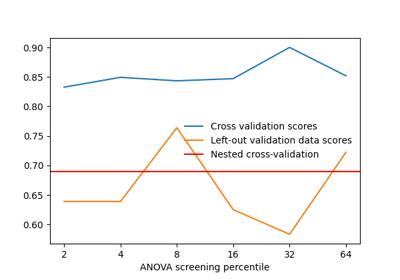 0.90
0.85
0.80
0.75
0.70
0.65
0.60
Cross validation scores
Left-out validation data scores
Nested cross-validation
2 4 8 16 32 64
ANOVA screening percentile